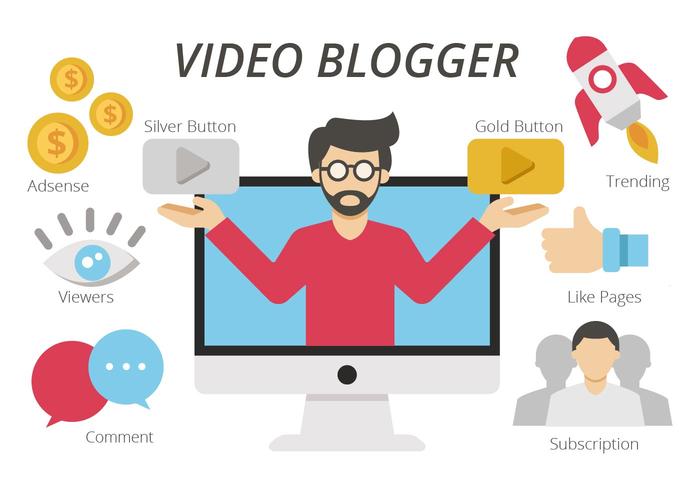 VIDEO BLOGGER
Silver Button
Gold Button
Adsense
Trending
Viewers
Like Pages
Comment
Subscription
$
$
$